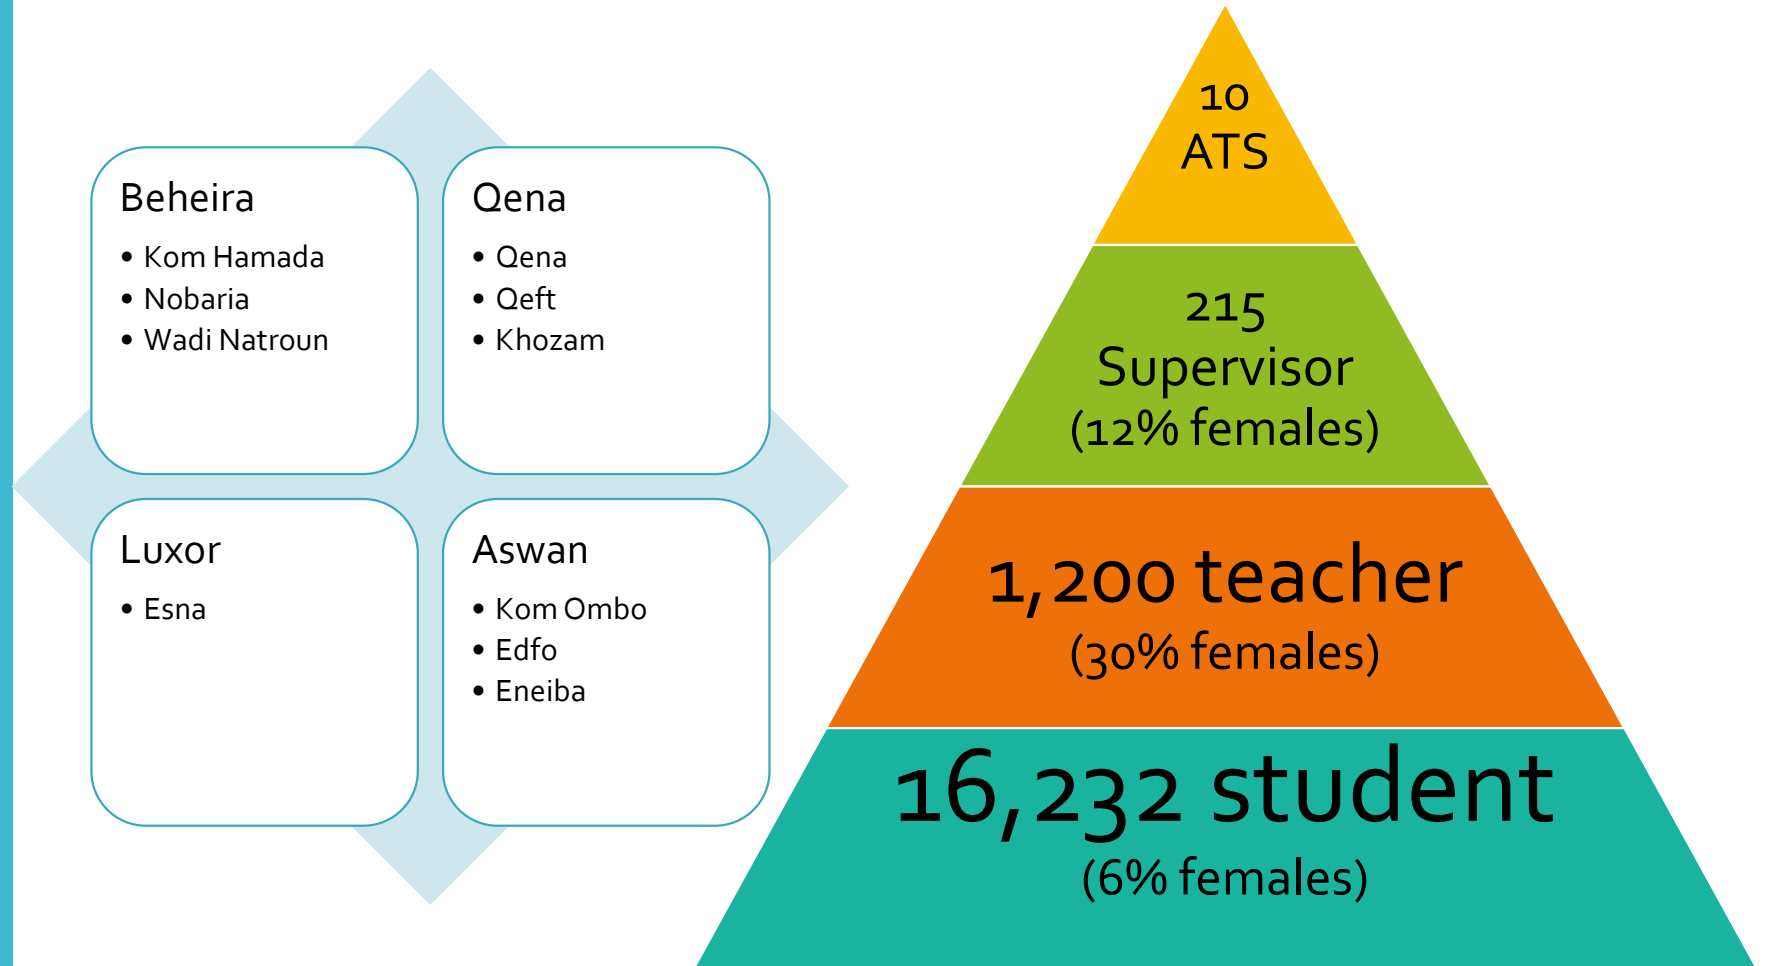 Beheira
• Kom Hamada
• Nobaria
• Wadi Natroun
Qena
• Qena
• Qeft
• Khozam
Luxor
• Esna
Aswan
• Kom Ombo
• Edfo
• Eneiba
10
ATS
215
Supervisor
(12% females)
1,200 teacher
(30% females)
16,232 student
(6% females)